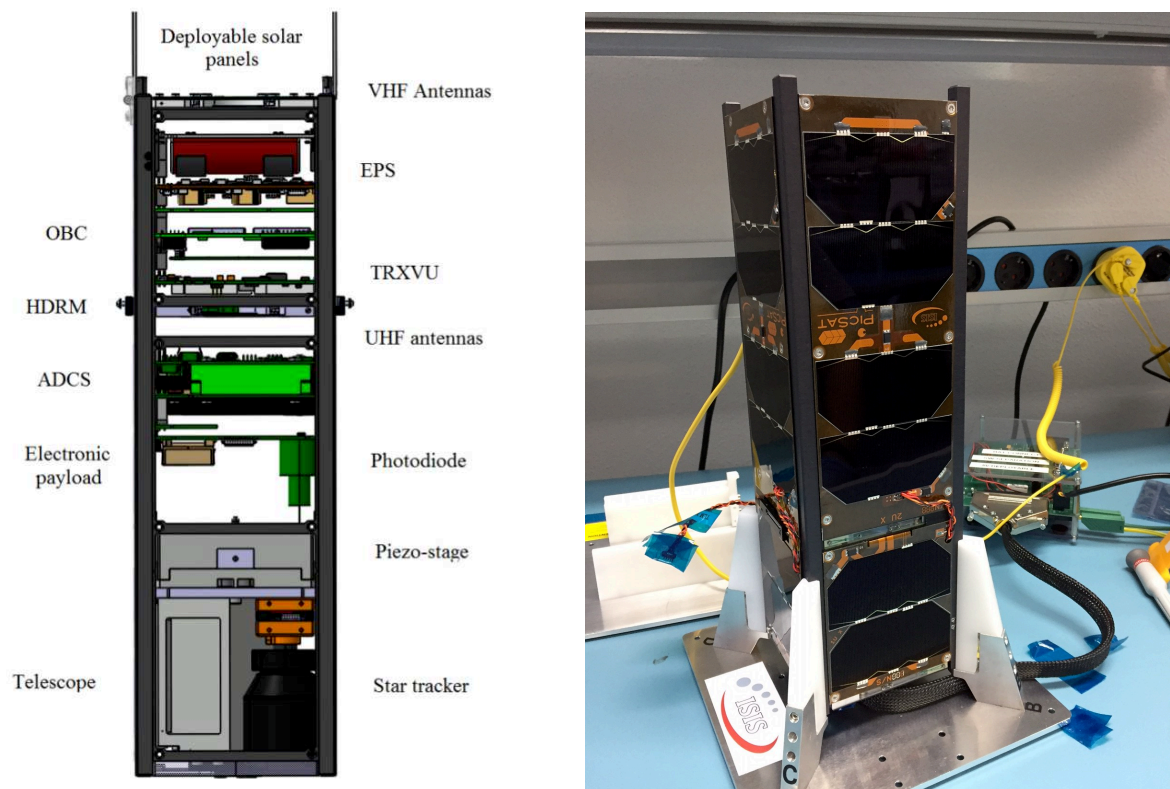 Deployable solar
panels
VHF Antennas
EPS
OBC
TRXVU
HDRM
UHF antennas
ADCS
Electronic
payload
Photodiode
Piezo-stage
Telescope
Star tracker
PICSAT
2U X
ISIS
C
B
C